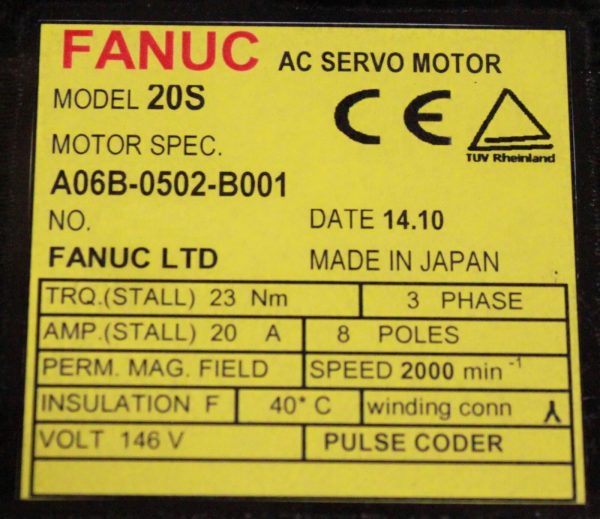 FANUC AC SERVO MOTOR
MODEL 20S
CE
TUV Rheinland
MOTOR SPEC.
A06B-0502-B001
NO. DATE 14.10
FANUC LTD MADE IN JAPAN
TRQ.(STALL) 23 Nm 3 PHASE
AMP.(STALL) 20 A 8 POLES
PERM. MAG. FIELD SPEED 2000 min⁻¹
INSULATION F 40° C winding conn
VOLT 146 V PULSE CODER